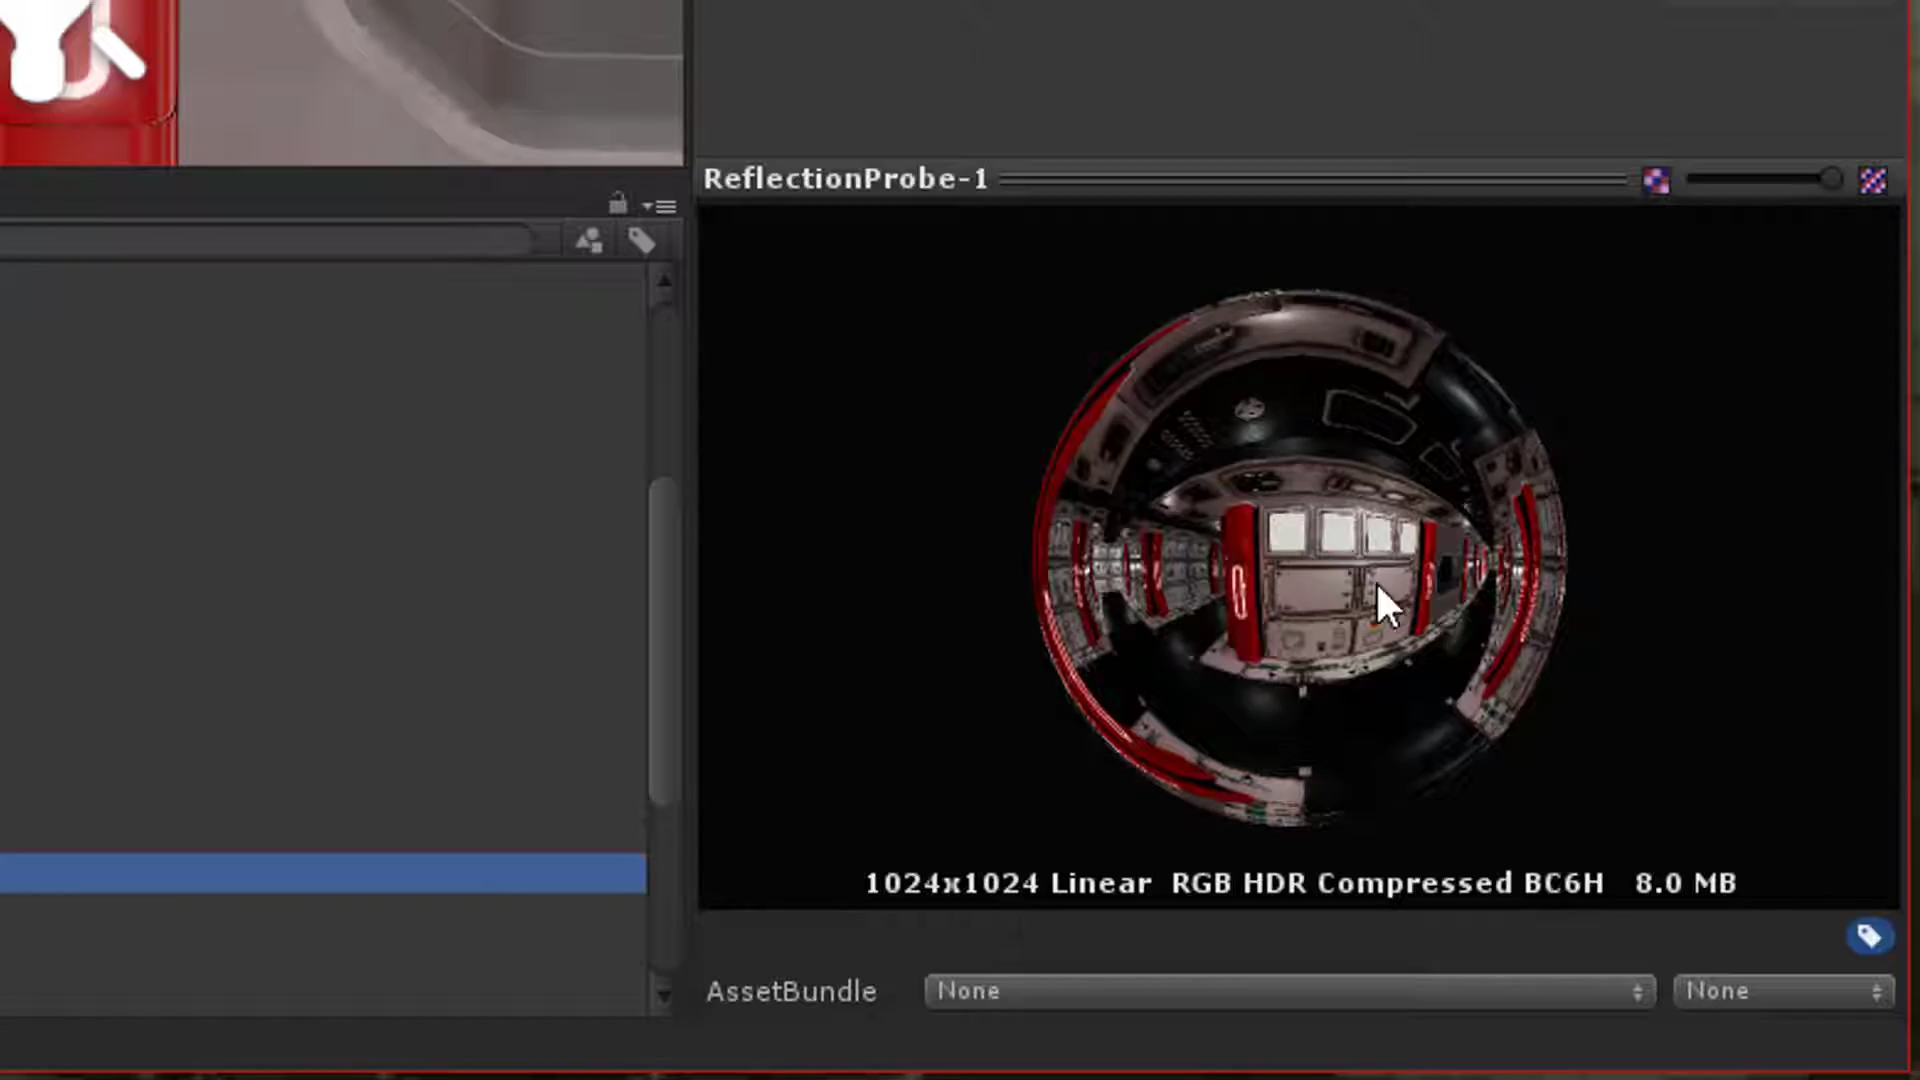 ReflectionProbe-1
1024x1024 Linear RGB HDR Compressed BC6H 8.0 MB
AssetBundle None None